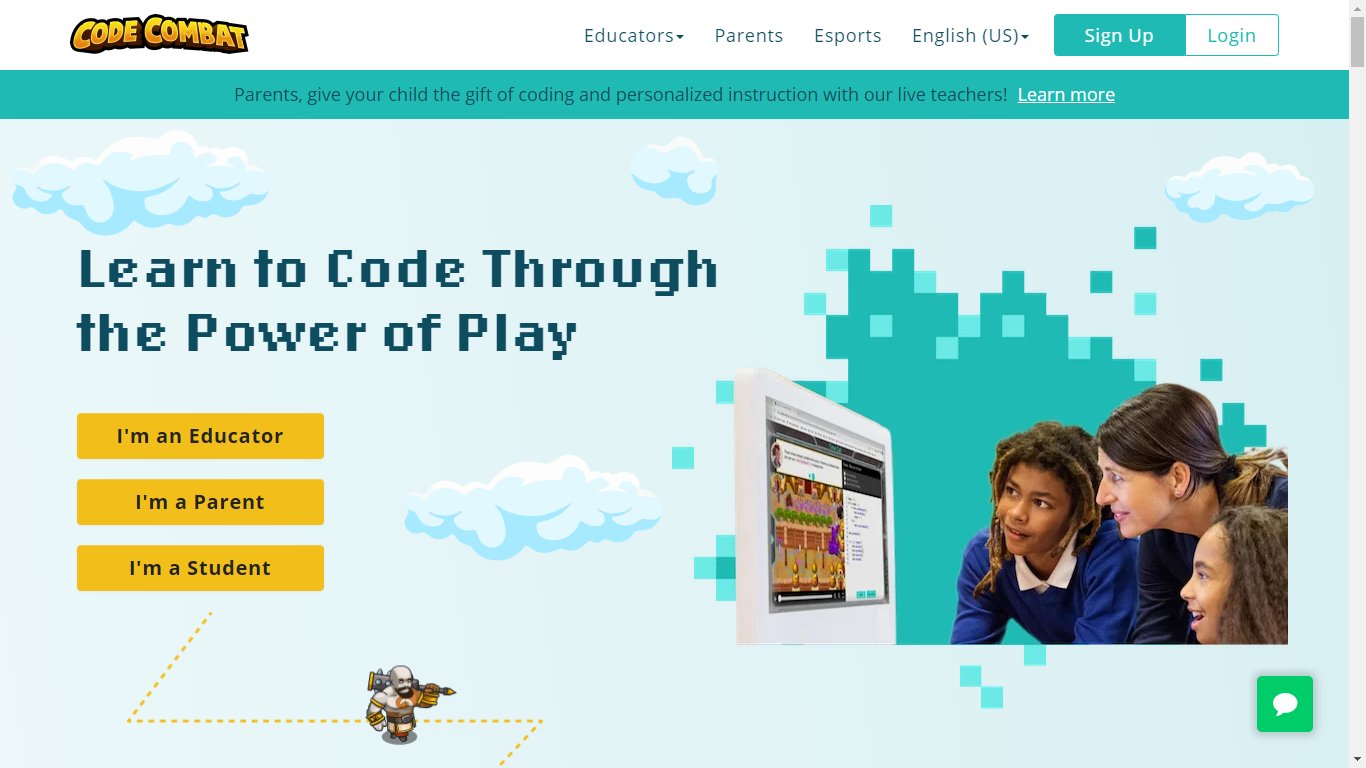 CODE COMBAT
Educators
Parents
Esports
English (US)
Sign Up
Login
Parents, give your child the gift of coding and personalized instruction with our live teachers! Learn more
Learn to Code Through
the Power of Play
I'm an Educator
I'm a Parent
I'm a Student